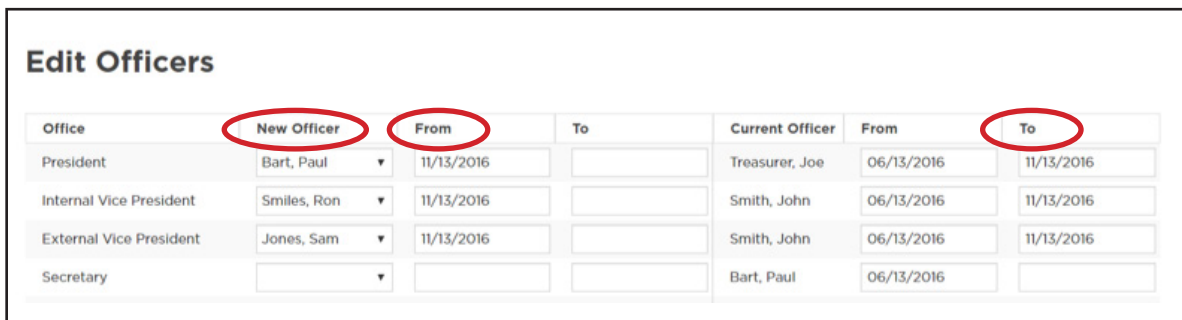 Edit Officers
Office New Officer From To Current Officer From To
President Bart, Paul 11/13/2016 Treasurer, Joe 06/13/2016 11/13/2016
Internal Vice President Smiles, Ron 11/13/2016 Smith, John 06/13/2016 11/13/2016
External Vice President Jones, Sam 11/13/2016 Smith, John 06/13/2016 11/13/2016
Secretary Bart, Paul 06/13/2016